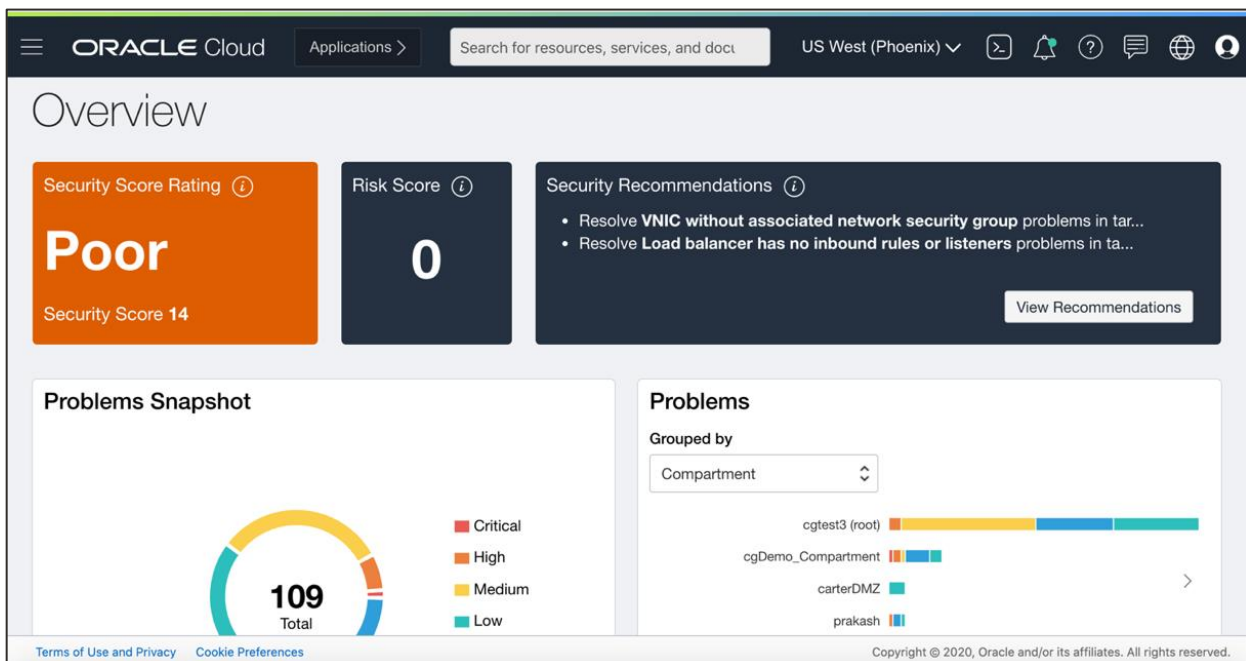 ORACLE Cloud
Applications >
Search for resources, services, and docu
US West (Phoenix)
Overview
Security Score Rating
Poor
Security Score 14
Risk Score
0
Security Recommendations
• Resolve VNIC without associated network security group problems in tar...
• Resolve Load balancer has no inbound rules or listeners problems in ta...
View Recommendations
Problems Snapshot
109
Total
Critical
High
Medium
Low
Problems
Grouped by
Compartment
cgtest3 (root)
cgDemo_Compartment
carterDMZ
prakash
Terms of Use and Privacy Cookie Preferences
Copyright © 2020, Oracle and/or its affiliates. All rights reserved.